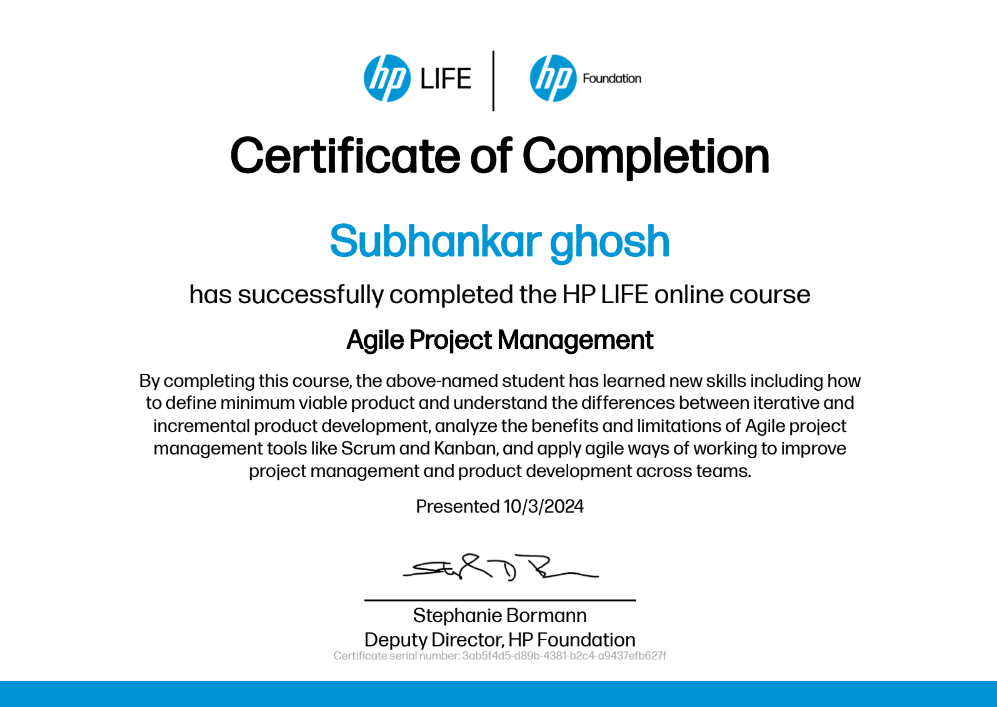 hp LIFE hp Foundation
Certificate of Completion
Subhankar ghosh
has successfully completed the HP LIFE online course
Agile Project Management
By completing this course, the above-named student has learned new skills including how
to define minimum viable product and understand the differences between iterative and
incremental product development, analyze the benefits and limitations of Agile project
management tools like Scrum and Kanban, and apply agile ways of working to improve
project management and product development across teams.
Presented 10/3/2024
Stephanie Bormann
Deputy Director, HP Foundation
Certificate serial number: 3ab5f4d5-d89b-4381-b2c4-a9437efb627f